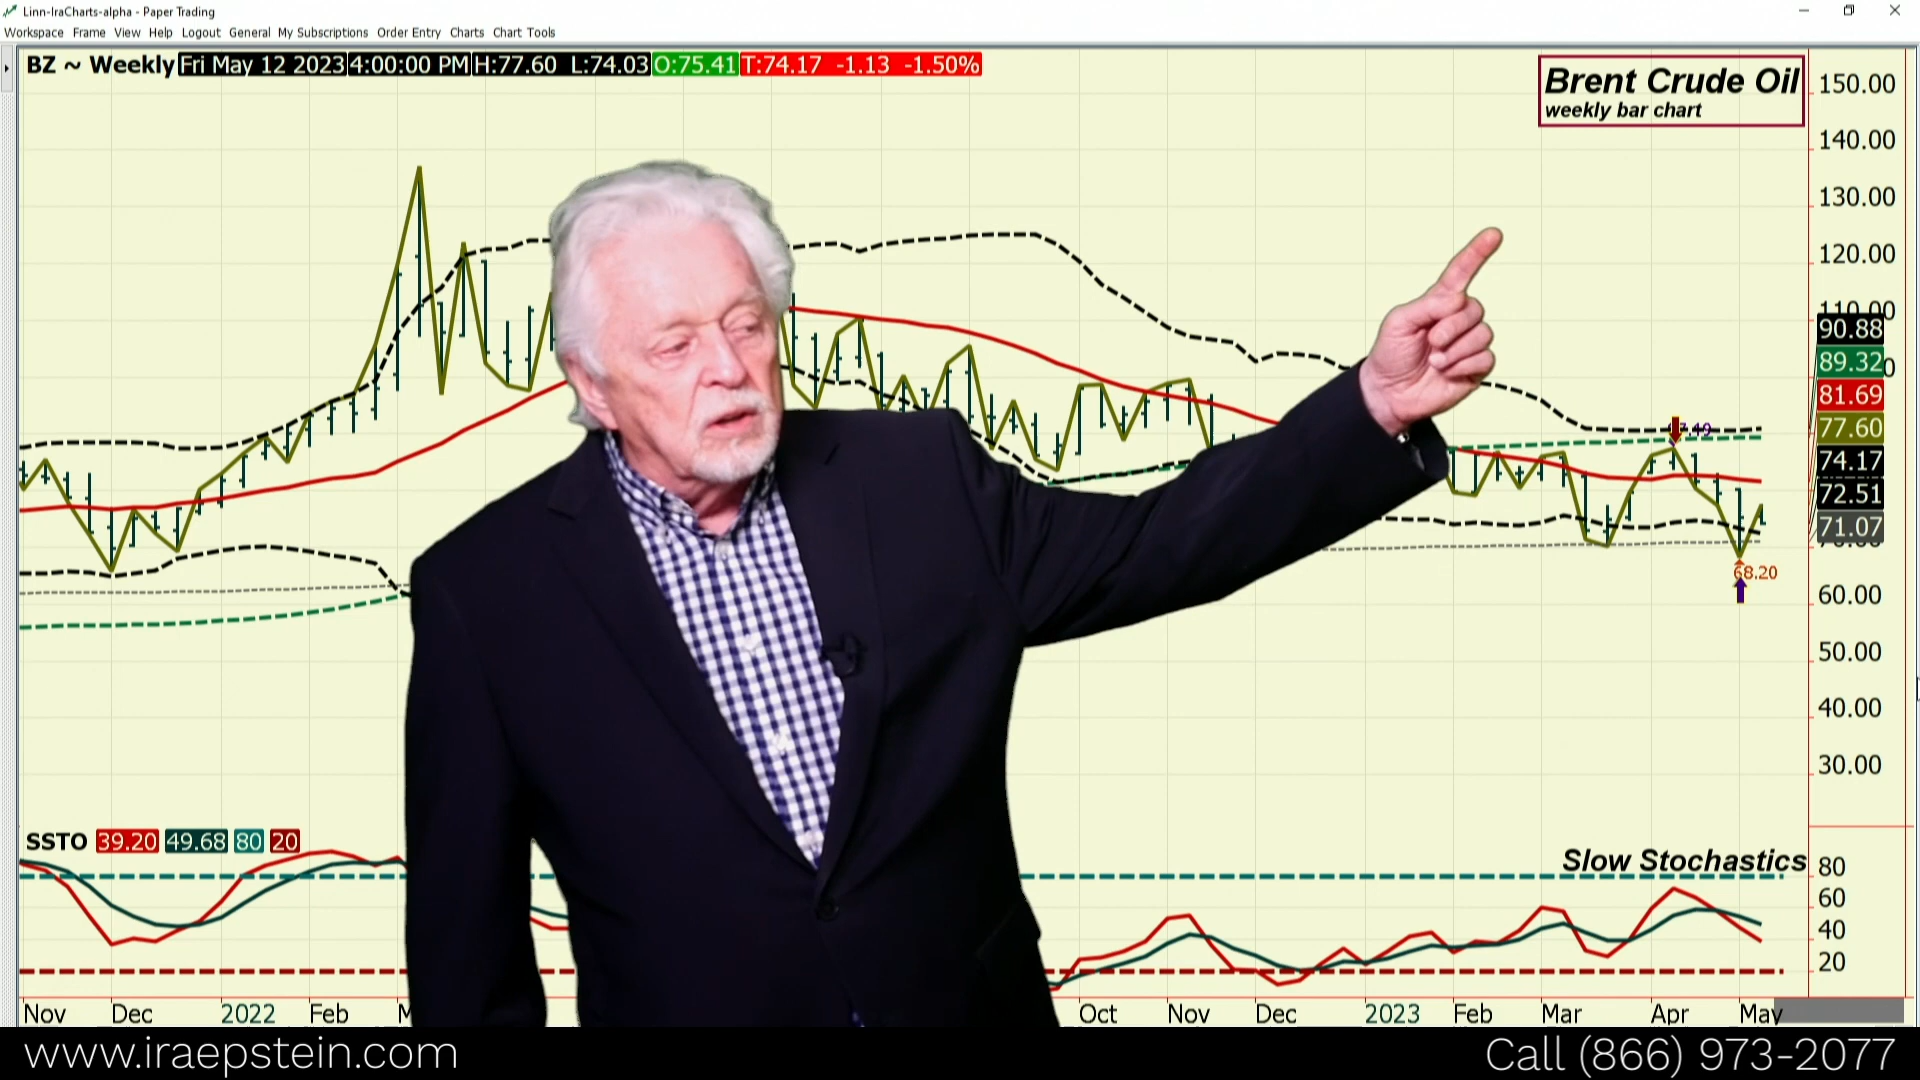 Linn-IraCharts-alpha - Paper Trading
Workspace Frame View Help Logout General My Subscriptions Order Entry Charts Chart Tools
BZ ~ Weekly Fri May 12 2023 4:00:00 PM H:77.60 L:74.03 O:75.41 T:74.17 -1.13 -1.50%
Brent Crude Oil
weekly bar chart
150.00
140.00
130.00
120.00
110.00
90.88
89.32
81.69
77.60
74.17
72.51
71.07
68.20
60.00
50.00
40.00
30.00
SSTO 39.20 49.68 80 20
Slow Stochastics
80
60
40
20
Nov Dec 2022 Feb Oct Nov Dec 2023 Feb Mar Apr May
www.iraepstein.com
Call (866) 973-2077